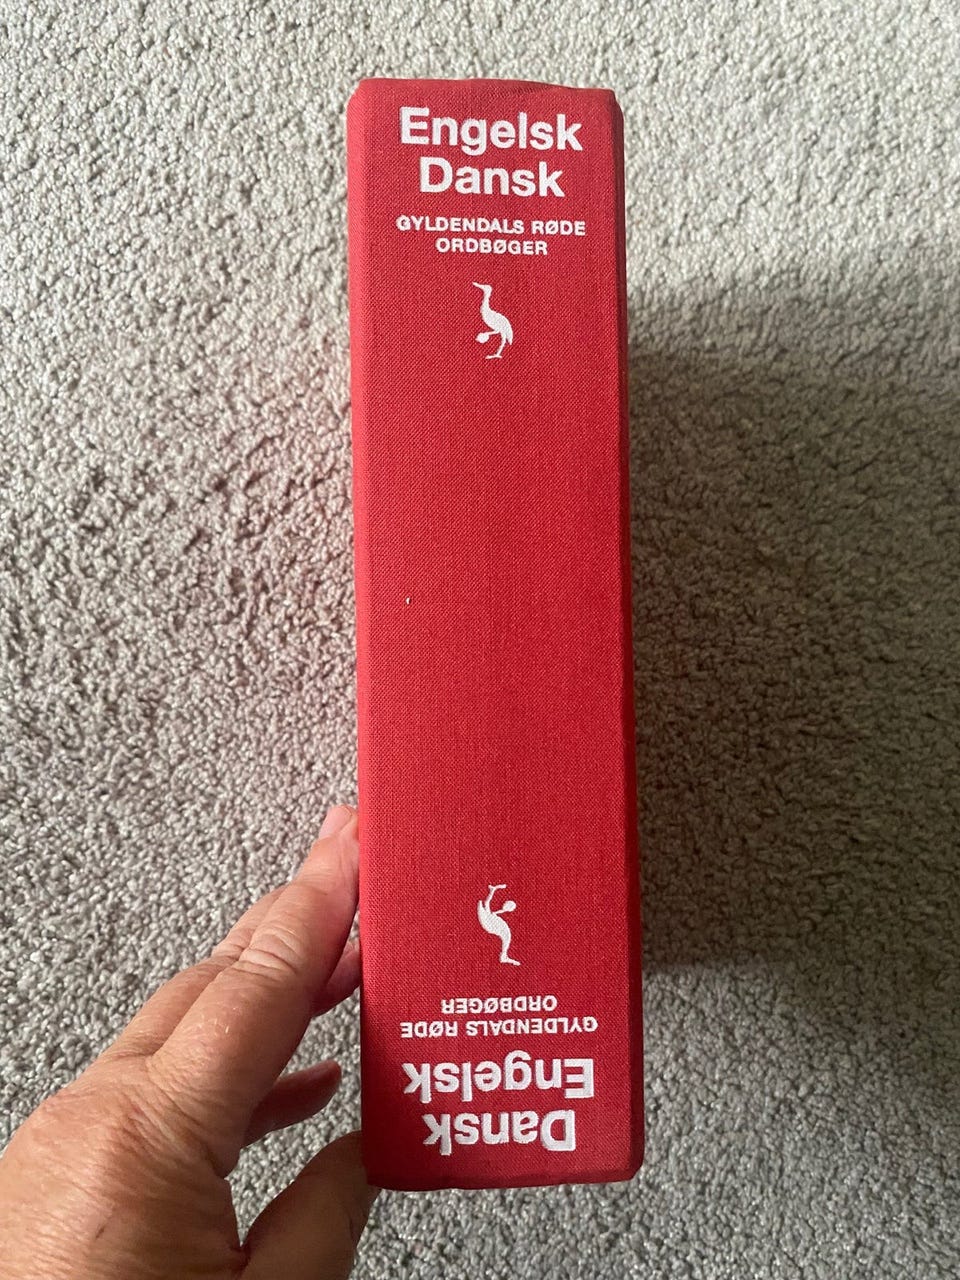 Engelsk
Dansk
GYLDENDALS RØDE
ORDBØGER
Dansk
Engelsk
GYLDENDALS RØDE
ORDBØGER